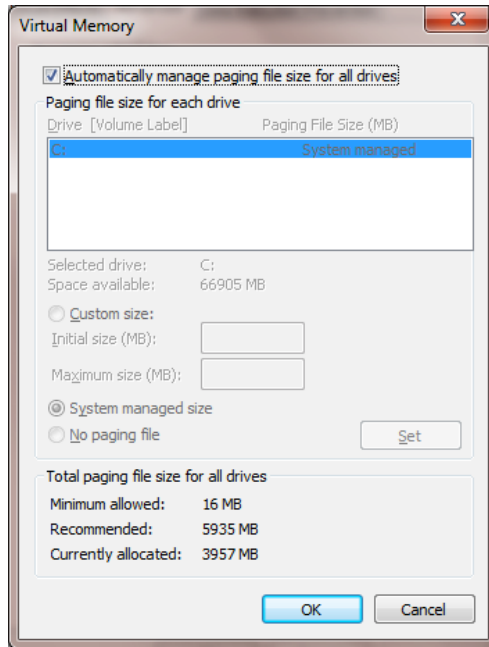 Virtual Memory
Automatically manage paging file size for all drives
Paging file size for each drive
Drive [Volume Label] Paging File Size (MB)
C: System managed
Selected drive: C:
Space available: 66905 MB
Custom size:
Initial size (MB):
Maximum size (MB):
System managed size
No paging file Set
Total paging file size for all drives
Minimum allowed: 16 MB
Recommended: 5935 MB
Currently allocated: 3957 MB
OK Cancel